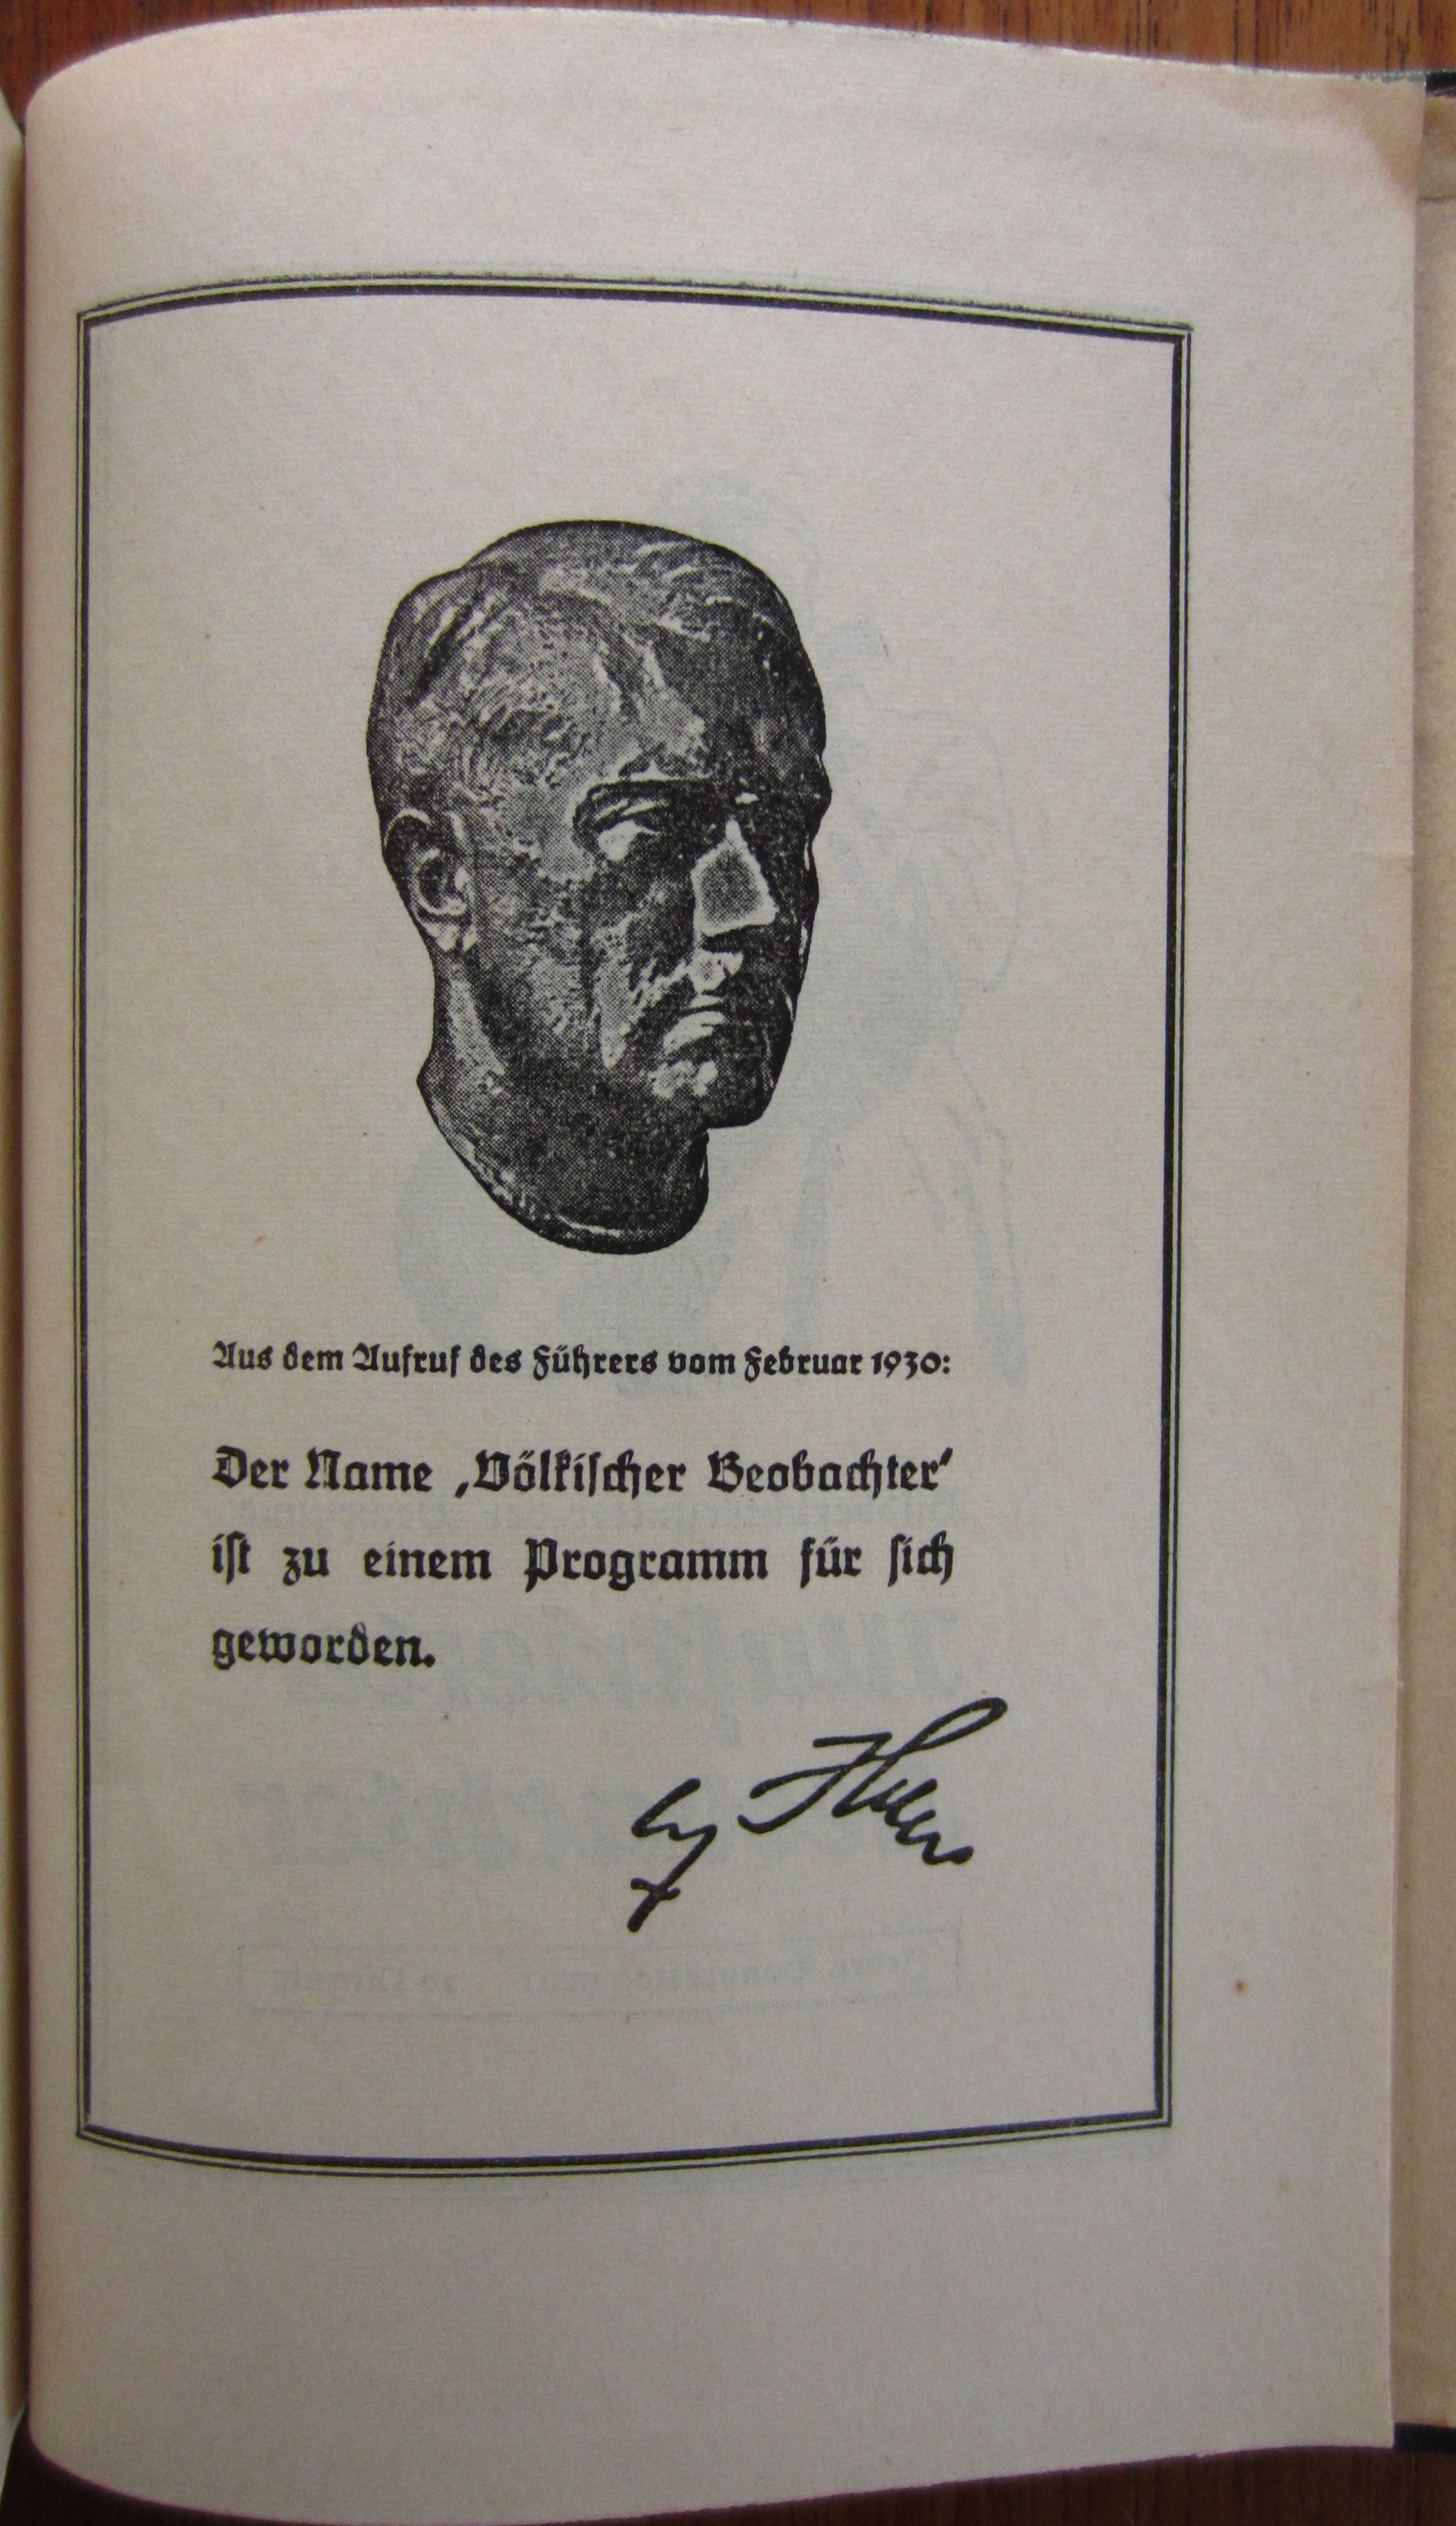 Aus dem Aufruf des Führers vom Februar 1930:
Der Name ‚Völkischer Beobachter‘
ist zu einem Programm für sich
geworden.